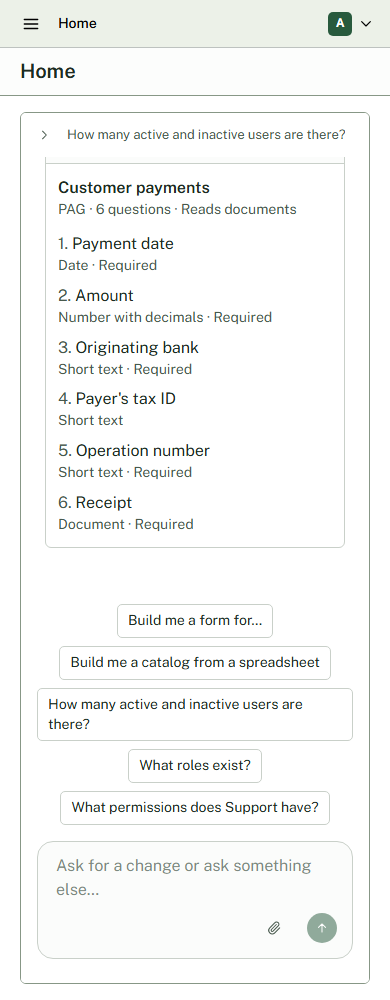 Home
A
Home
How many active and inactive users are there?
Customer payments
PAG · 6 questions · Reads documents
1. Payment date
Date · Required
2. Amount
Number with decimals · Required
3. Originating bank
Short text · Required
4. Payer's tax ID
Short text
5. Operation number
Short text · Required
6. Receipt
Document · Required
Build me a form for...
Build me a catalog from a spreadsheet
How many active and inactive users are
there?
What roles exist?
What permissions does Support have?
Ask for a change or ask something
else...